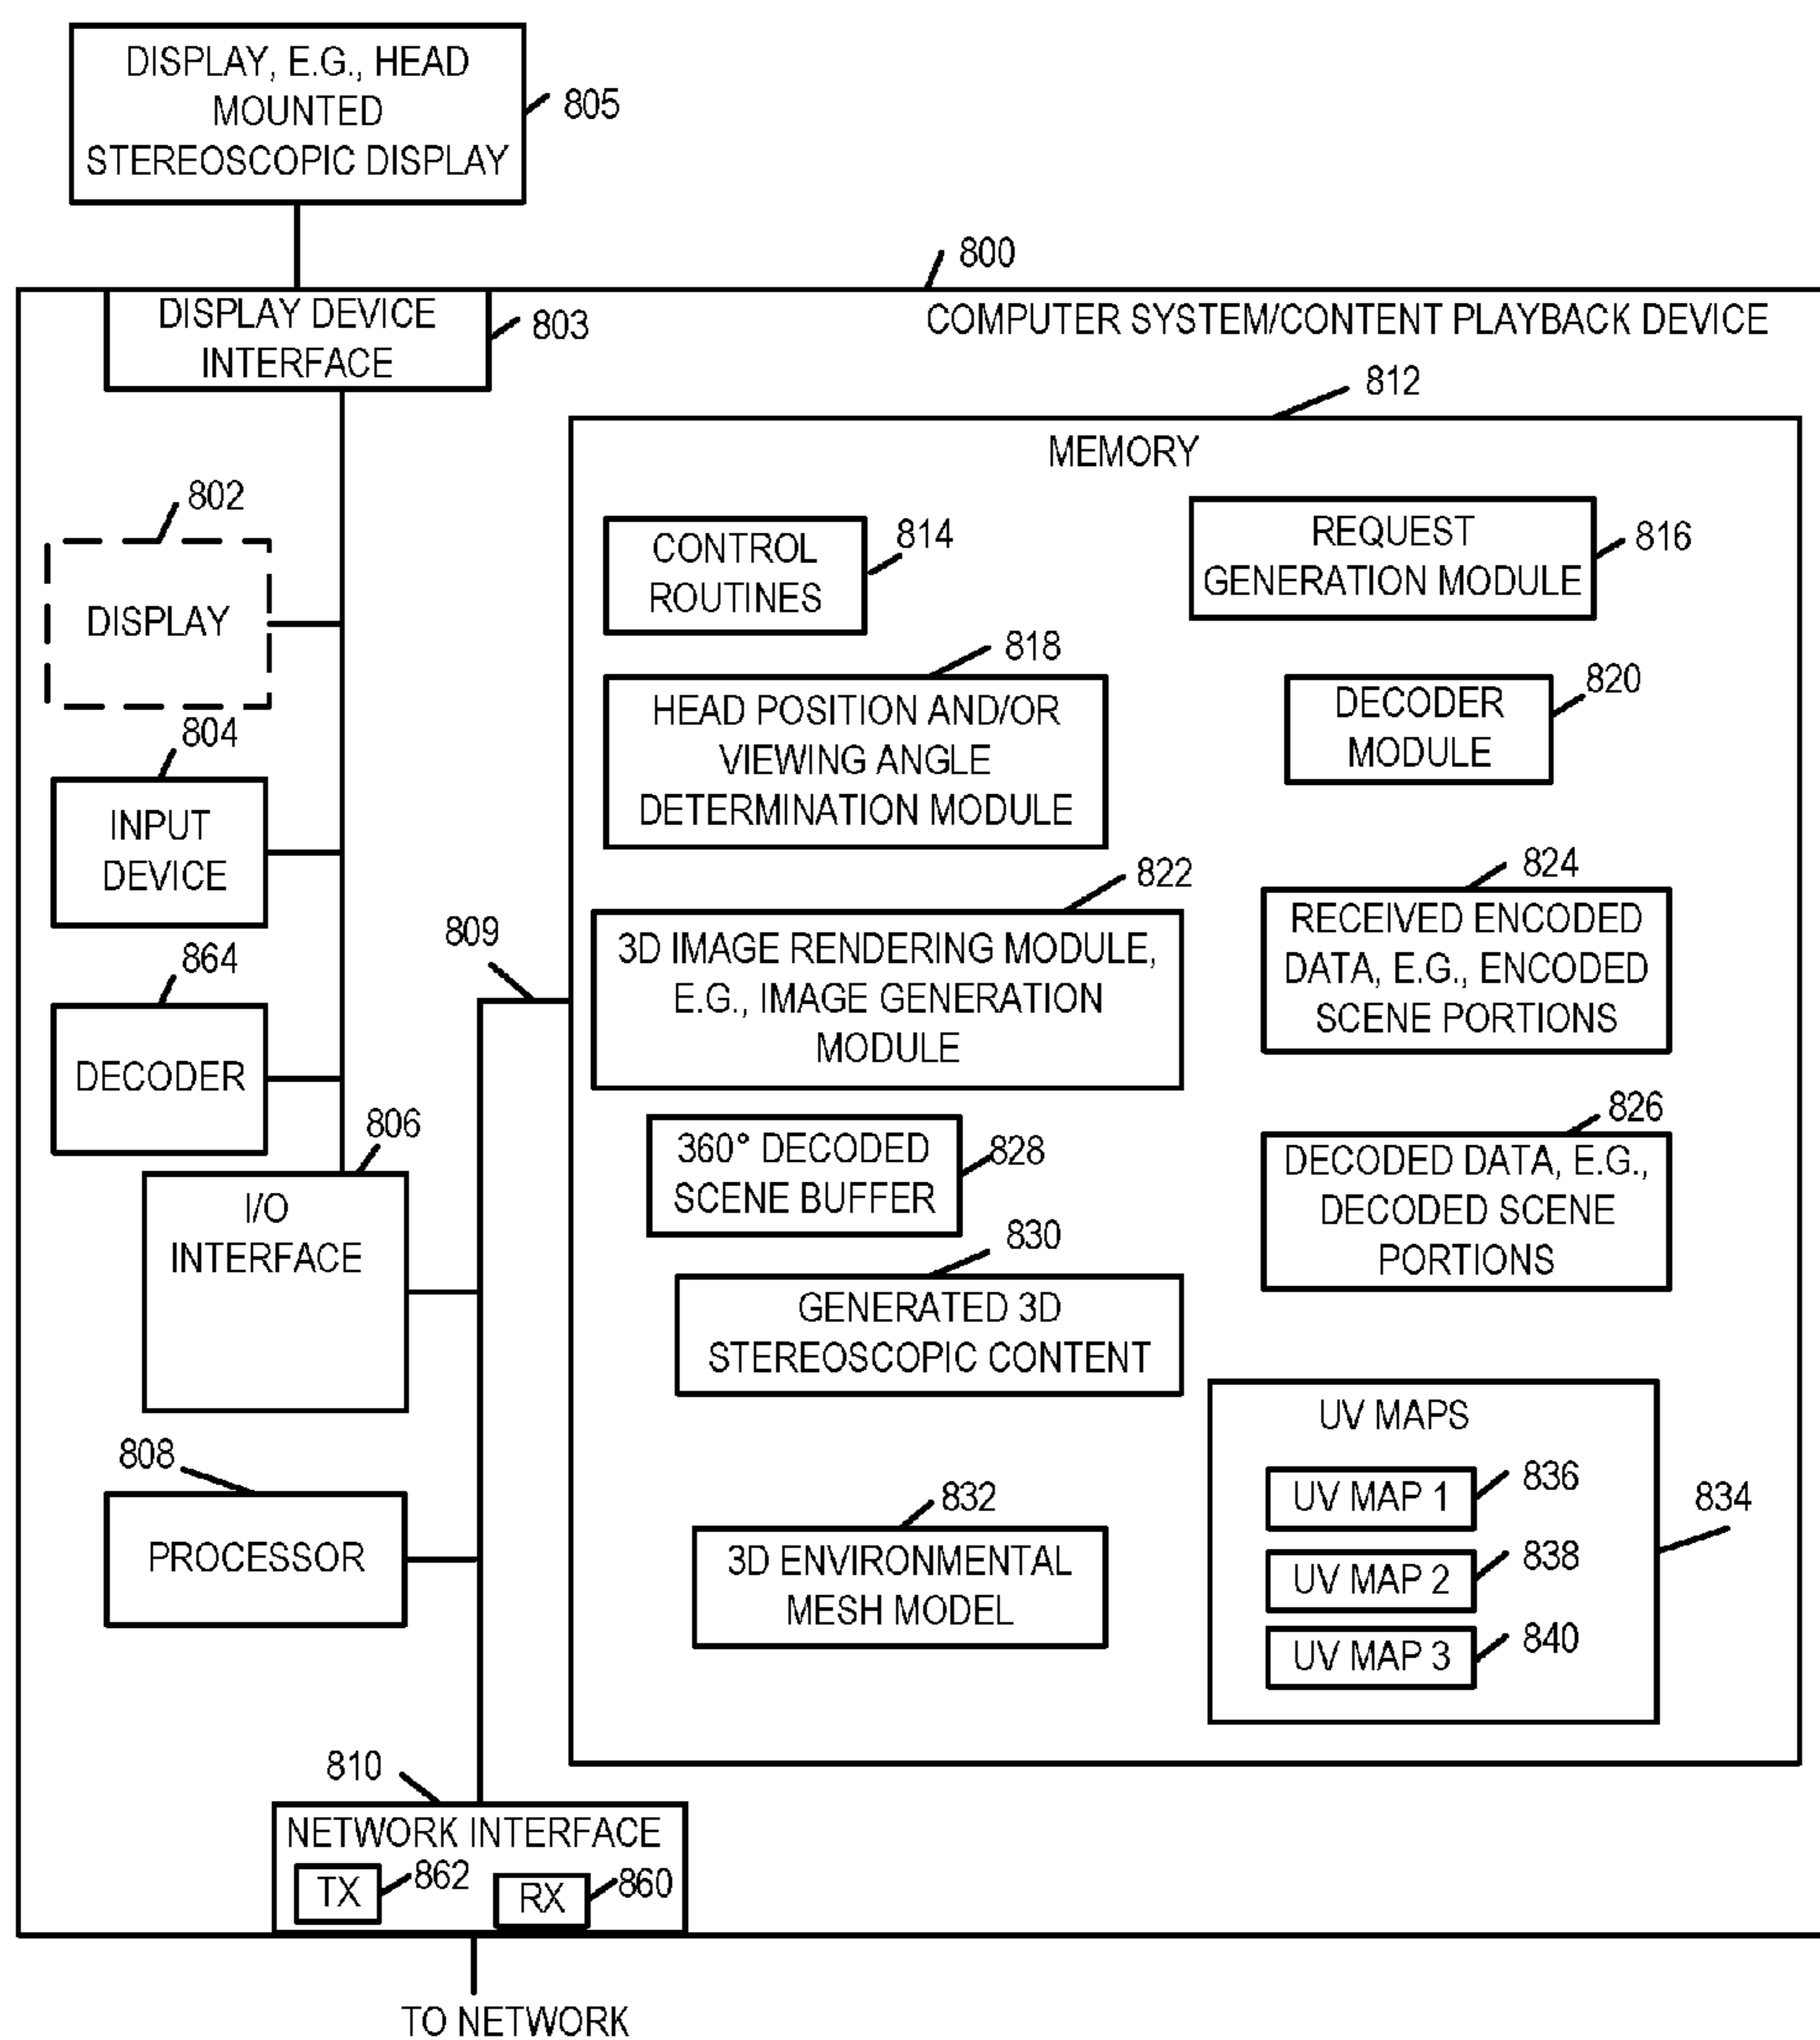 DISPLAY, E.G., HEAD
MOUNTED
STEREOSCOPIC DISPLAY
805
800
DISPLAY DEVICE
INTERFACE
803
COMPUTER SYSTEM/CONTENT PLAYBACK DEVICE
812
MEMORY
802
DISPLAY
804
INPUT
DEVICE
864
DECODER
806
I/O
INTERFACE
808
PROCESSOR
809
CONTROL
ROUTINES
814
REQUEST
GENERATION MODULE
816
818
HEAD POSITION AND/OR
VIEWING ANGLE
DETERMINATION MODULE
DECODER
MODULE
820
822
3D IMAGE RENDERING MODULE,
E.G., IMAGE GENERATION
MODULE
824
RECEIVED ENCODED
DATA, E.G., ENCODED
SCENE PORTIONS
360° DECODED
SCENE BUFFER
828
826
DECODED DATA, E.G.,
DECODED SCENE
PORTIONS
830
GENERATED 3D
STEREOSCOPIC CONTENT
832
3D ENVIRONMENTAL
MESH MODEL
UV MAPS
834
UV MAP 1
836
UV MAP 2
838
UV MAP 3
840
810
NETWORK INTERFACE
TX
862
RX
860
TO NETWORK